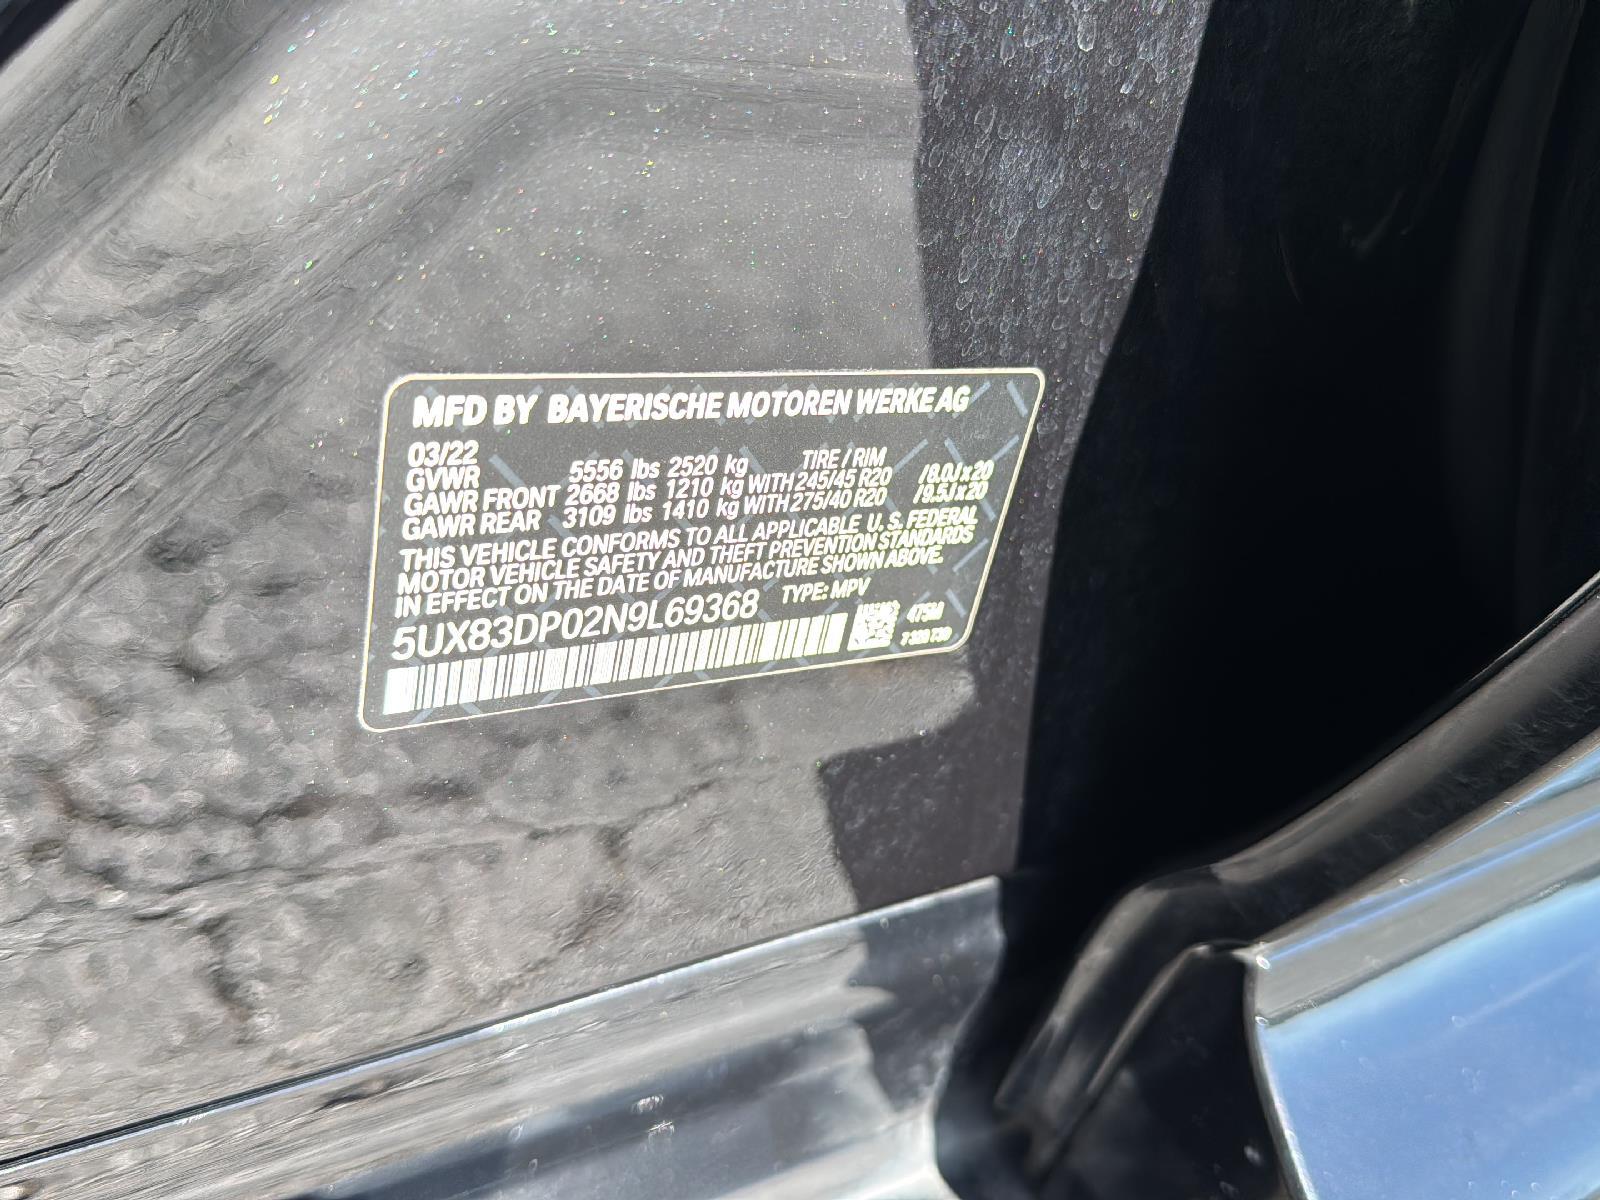 MFD BY BAYERISCHE MOTOREN WERKE AG
03/22 TIRE / RIM
GVWR 5556 lbs 2520 kg
GAWR FRONT 2668 lbs 1210 kg WITH 245/45 R20 /8.0J x 20
GAWR REAR 3109 lbs 1410 kg WITH 275/40 R20 /9.5J x 20
THIS VEHICLE CONFORMS TO ALL APPLICABLE U.S. FEDERAL
MOTOR VEHICLE SAFETY AND THEFT PREVENTION STANDARDS
IN EFFECT ON THE DATE OF MANUFACTURE SHOWN ABOVE.
5UX83DP02N9L69368 TYPE: MPV
475M